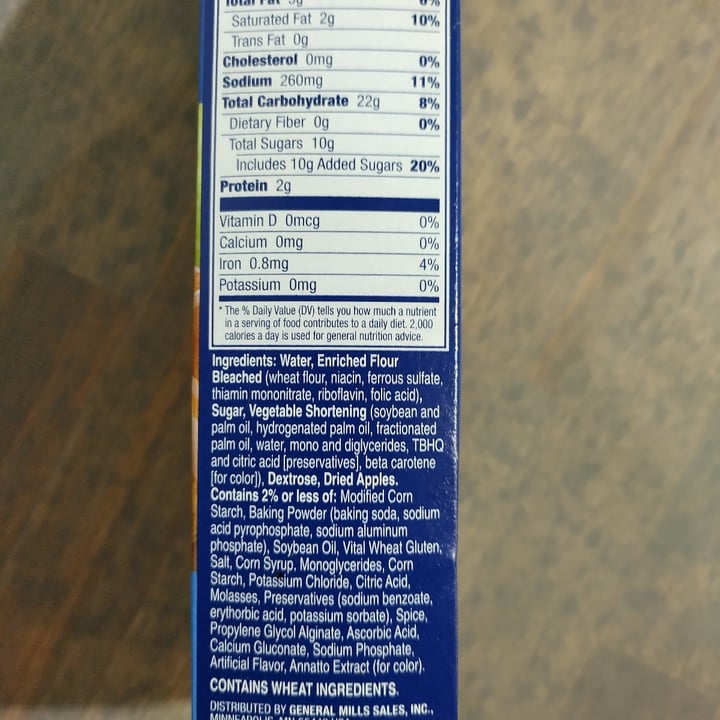 Total Fat
Saturated Fat 2g 10%
Trans Fat 0g
Cholesterol 0mg 0%
Sodium 260mg 11%
Total Carbohydrate 22g 8%
Dietary Fiber 0g 0%
Total Sugars 10g
Includes 10g Added Sugars 20%
Protein 2g
Vitamin D 0mcg 0%
Calcium 0mg 0%
Iron 0.8mg 4%
Potassium 0mg 0%
* The % Daily Value (DV) tells you how much a nutrient
in a serving of food contributes to a daily diet. 2,000
calories a day is used for general nutrition advice.
Ingredients: Water, Enriched Flour
Bleached (wheat flour, niacin, ferrous sulfate,
thiamin mononitrate, riboflavin, folic acid),
Sugar, Vegetable Shortening (soybean and
palm oil, hydrogenated palm oil, fractionated
palm oil, water, mono and diglycerides, TBHQ
and citric acid [preservatives], beta carotene
[for color]), Dextrose, Dried Apples.
Contains 2% or less of: Modified Corn
Starch, Baking Powder (baking soda, sodium
acid pyrophosphate, sodium aluminum
phosphate), Soybean Oil, Vital Wheat Gluten,
Salt, Corn Syrup, Monoglycerides, Corn
Starch, Potassium Chloride, Citric Acid,
Molasses, Preservatives (sodium benzoate,
erythorbic acid, potassium sorbate), Spice,
Propylene Glycol Alginate, Ascorbic Acid,
Calcium Gluconate, Sodium Phosphate,
Artificial Flavor, Annatto Extract (for color).
CONTAINS WHEAT INGREDIENTS.
DISTRIBUTED BY GENERAL MILLS SALES, INC.,
MINNEAPOLIS, MN